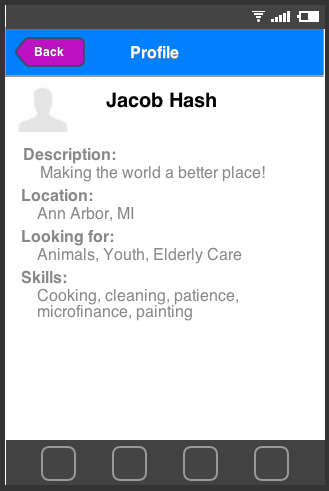 Back
Profile
Jacob Hash
Description:
Making the world a better place!
Location:
Ann Arbor, MI
Looking for:
Animals, Youth, Elderly Care
Skills:
Cooking, cleaning, patience,
microfinance, painting